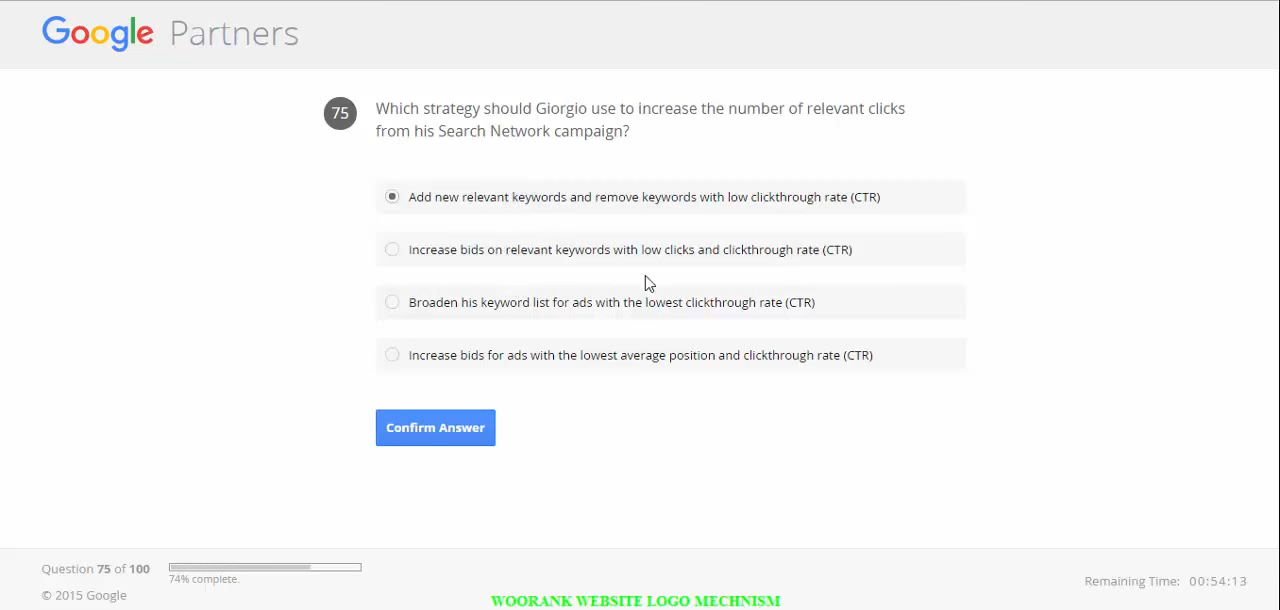 Google Partners
75
Which strategy should Giorgio use to increase the number of relevant clicks
from his Search Network campaign?
Add new relevant keywords and remove keywords with low clickthrough rate (CTR)
Increase bids on relevant keywords with low clicks and clickthrough rate (CTR)
Broaden his keyword list for ads with the lowest clickthrough rate (CTR)
Increase bids for ads with the lowest average position and clickthrough rate (CTR)
Confirm Answer
Question 75 of 100
74% complete.
Remaining Time: 00:54:13
© 2015 Google
WOORANK WEBSITE LOGO MECHNISM